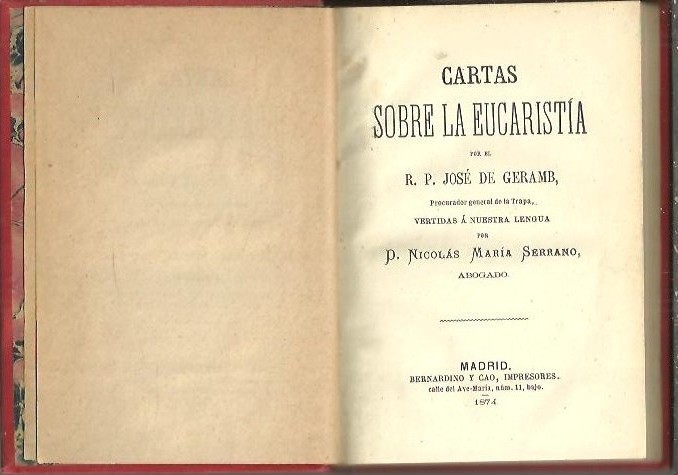 CARTAS
SOBRE LA EUCARISTÍA
POR EL
R. P. JOSÉ DE GERAMB,
Procurador general de la Trapa,
VERTIDAS Á NUESTRA LENGUA
POR
D. NICOLÁS MARÍA SERRANO,
ABOGADO.
MADRID.
BERNARDINO Y CAO, IMPRESORES.
calle del Ave-María, núm. 11, bajo.
1874